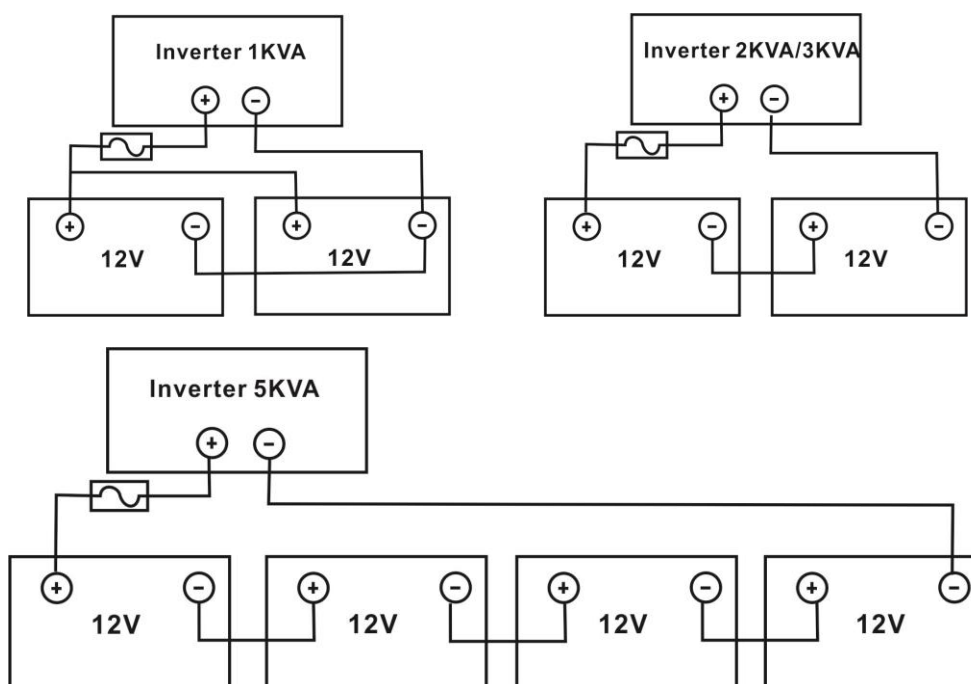 Inverter 1KVA
+ −
+ − + −
12V 12V
Inverter 2KVA/3KVA
+ −
+ − + −
12V 12V
Inverter 5KVA
+ −
+ − + − + − + −
12V 12V 12V 12V